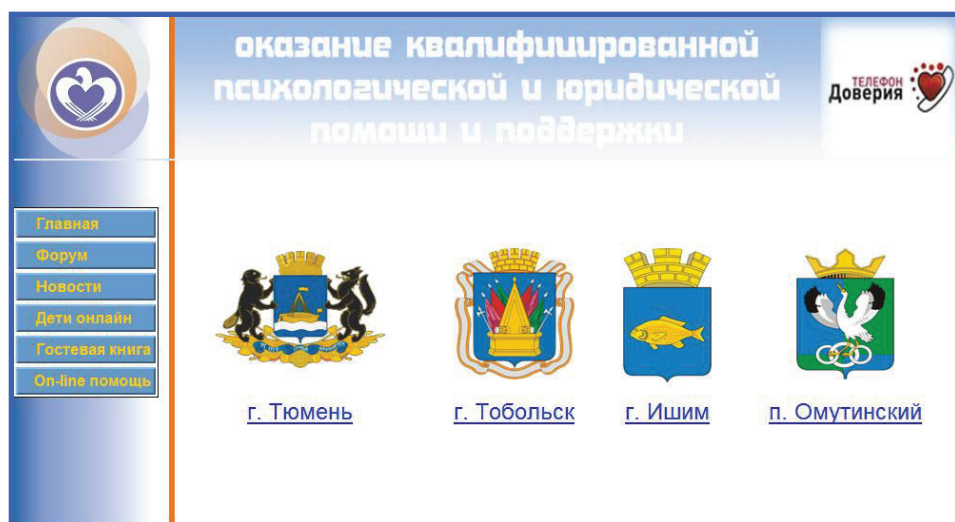 оказание квалифицированной
психологической и юридической
помощи и поддержки
ТЕЛЕФОН
Доверия
Главная
Форум
Новости
Дети онлайн
Гостевая книга
On-line помощь
г. Тюмень
г. Тобольск
г. Ишим
п. Омутинский